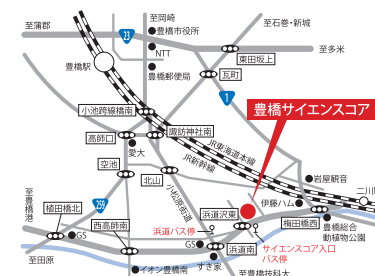 至岡崎
至石巻・新城
至蒲郡
23
豊橋市役所
NTT
東田坂上
至多米
豊橋駅
豊橋郵便局
瓦町
1
小池跨線橋南
豊橋サイエンスコア
高師口
諏訪神社南
愛大
JR東海道本線
JR新幹線
空池
北山
小松原街道
岩屋観音
二川
至豊橋港
259
植田橋北
伊藤ハム
浜道沢東
梅田橋西
西高師南
浜道バス停
豊橋総合
動植物公園
GS
GS
浜道南
サイエンスコア入口
バス停
至田原
イオン豊橋南
すき家
至豊橋技科大